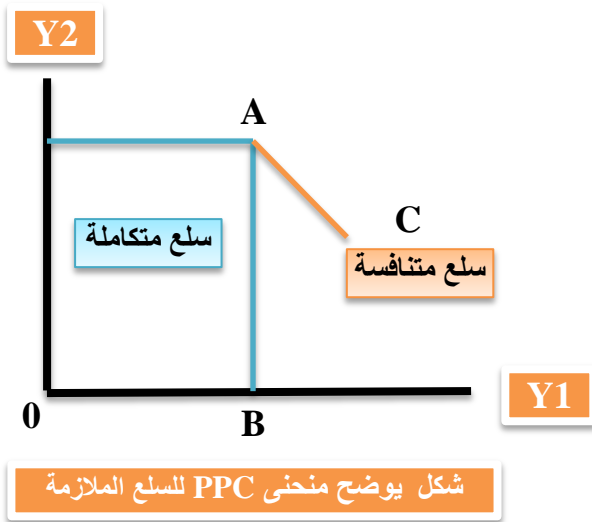 Y2
A
سلع متكاملة
C
سلع متنافسة
Y1
0
B
شكل يوضح منحنى PPC للسلع الملازمة